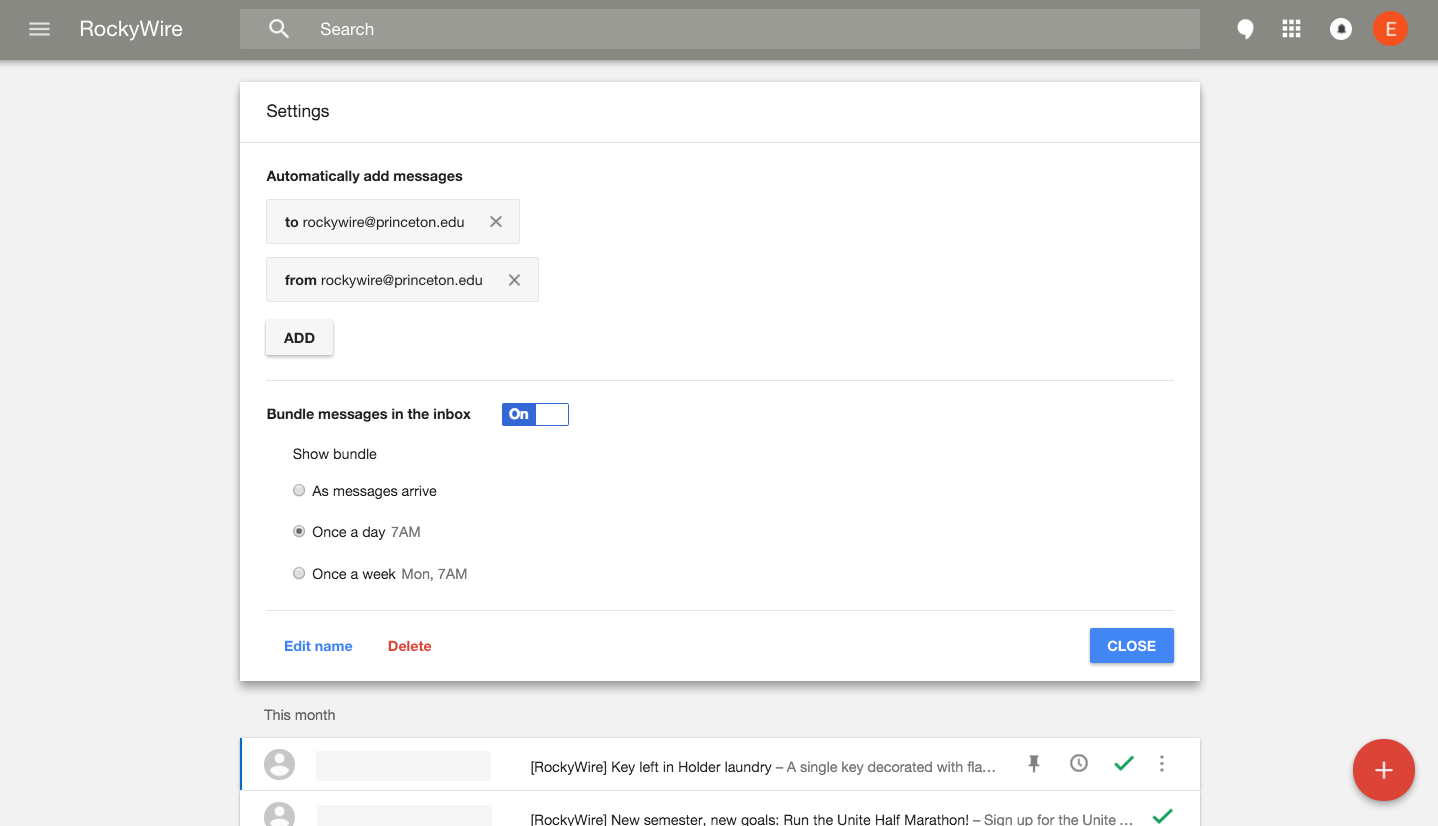 RockyWire
Search
E
Settings
Automatically add messages
to rockywire@princeton.edu
from rockywire@princeton.edu
ADD
Bundle messages in the inbox On
Show bundle
As messages arrive
Once a day 7AM
Once a week Mon, 7AM
Edit name Delete CLOSE
This month
[RockyWire] Key left in Holder laundry – A single key decorated with fla…
[RockyWire] New semester, new goals: Run the Unite Half Marathon! – Sign up for the Unite …